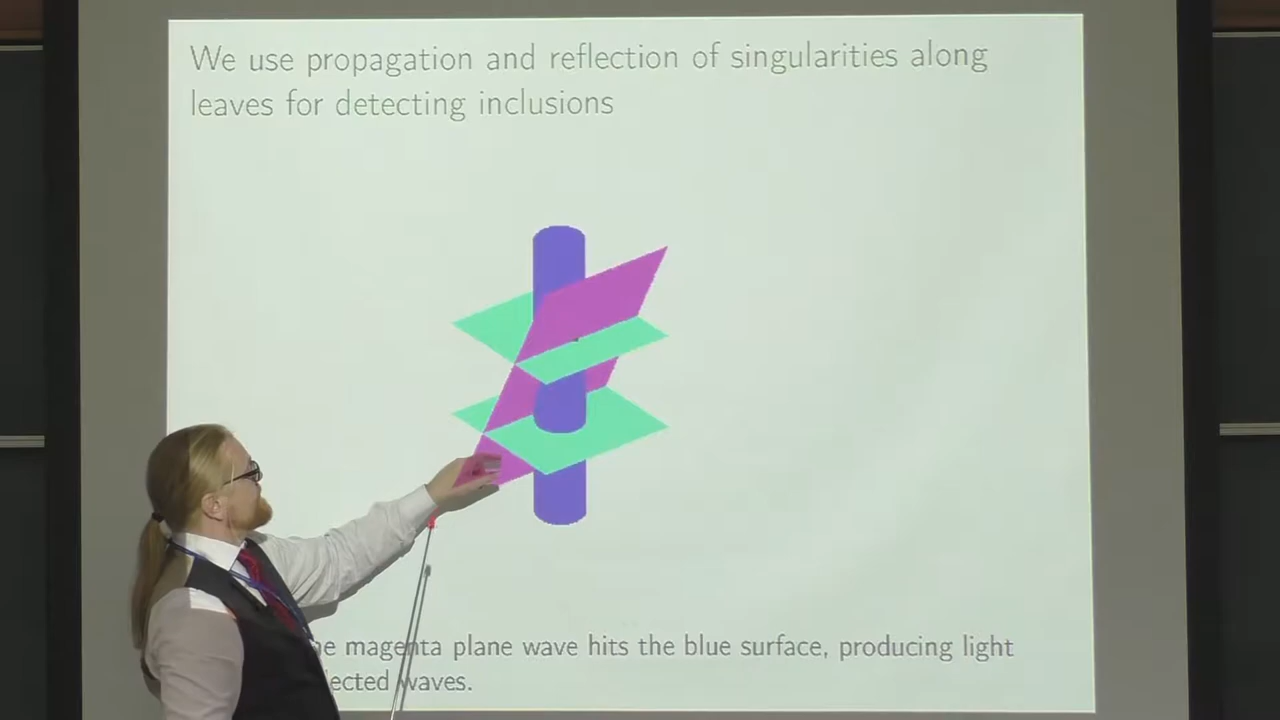 We use propagation and reflection of singularities along
leaves for detecting inclusions
magenta plane wave hits the blue surface, producing light
waves.